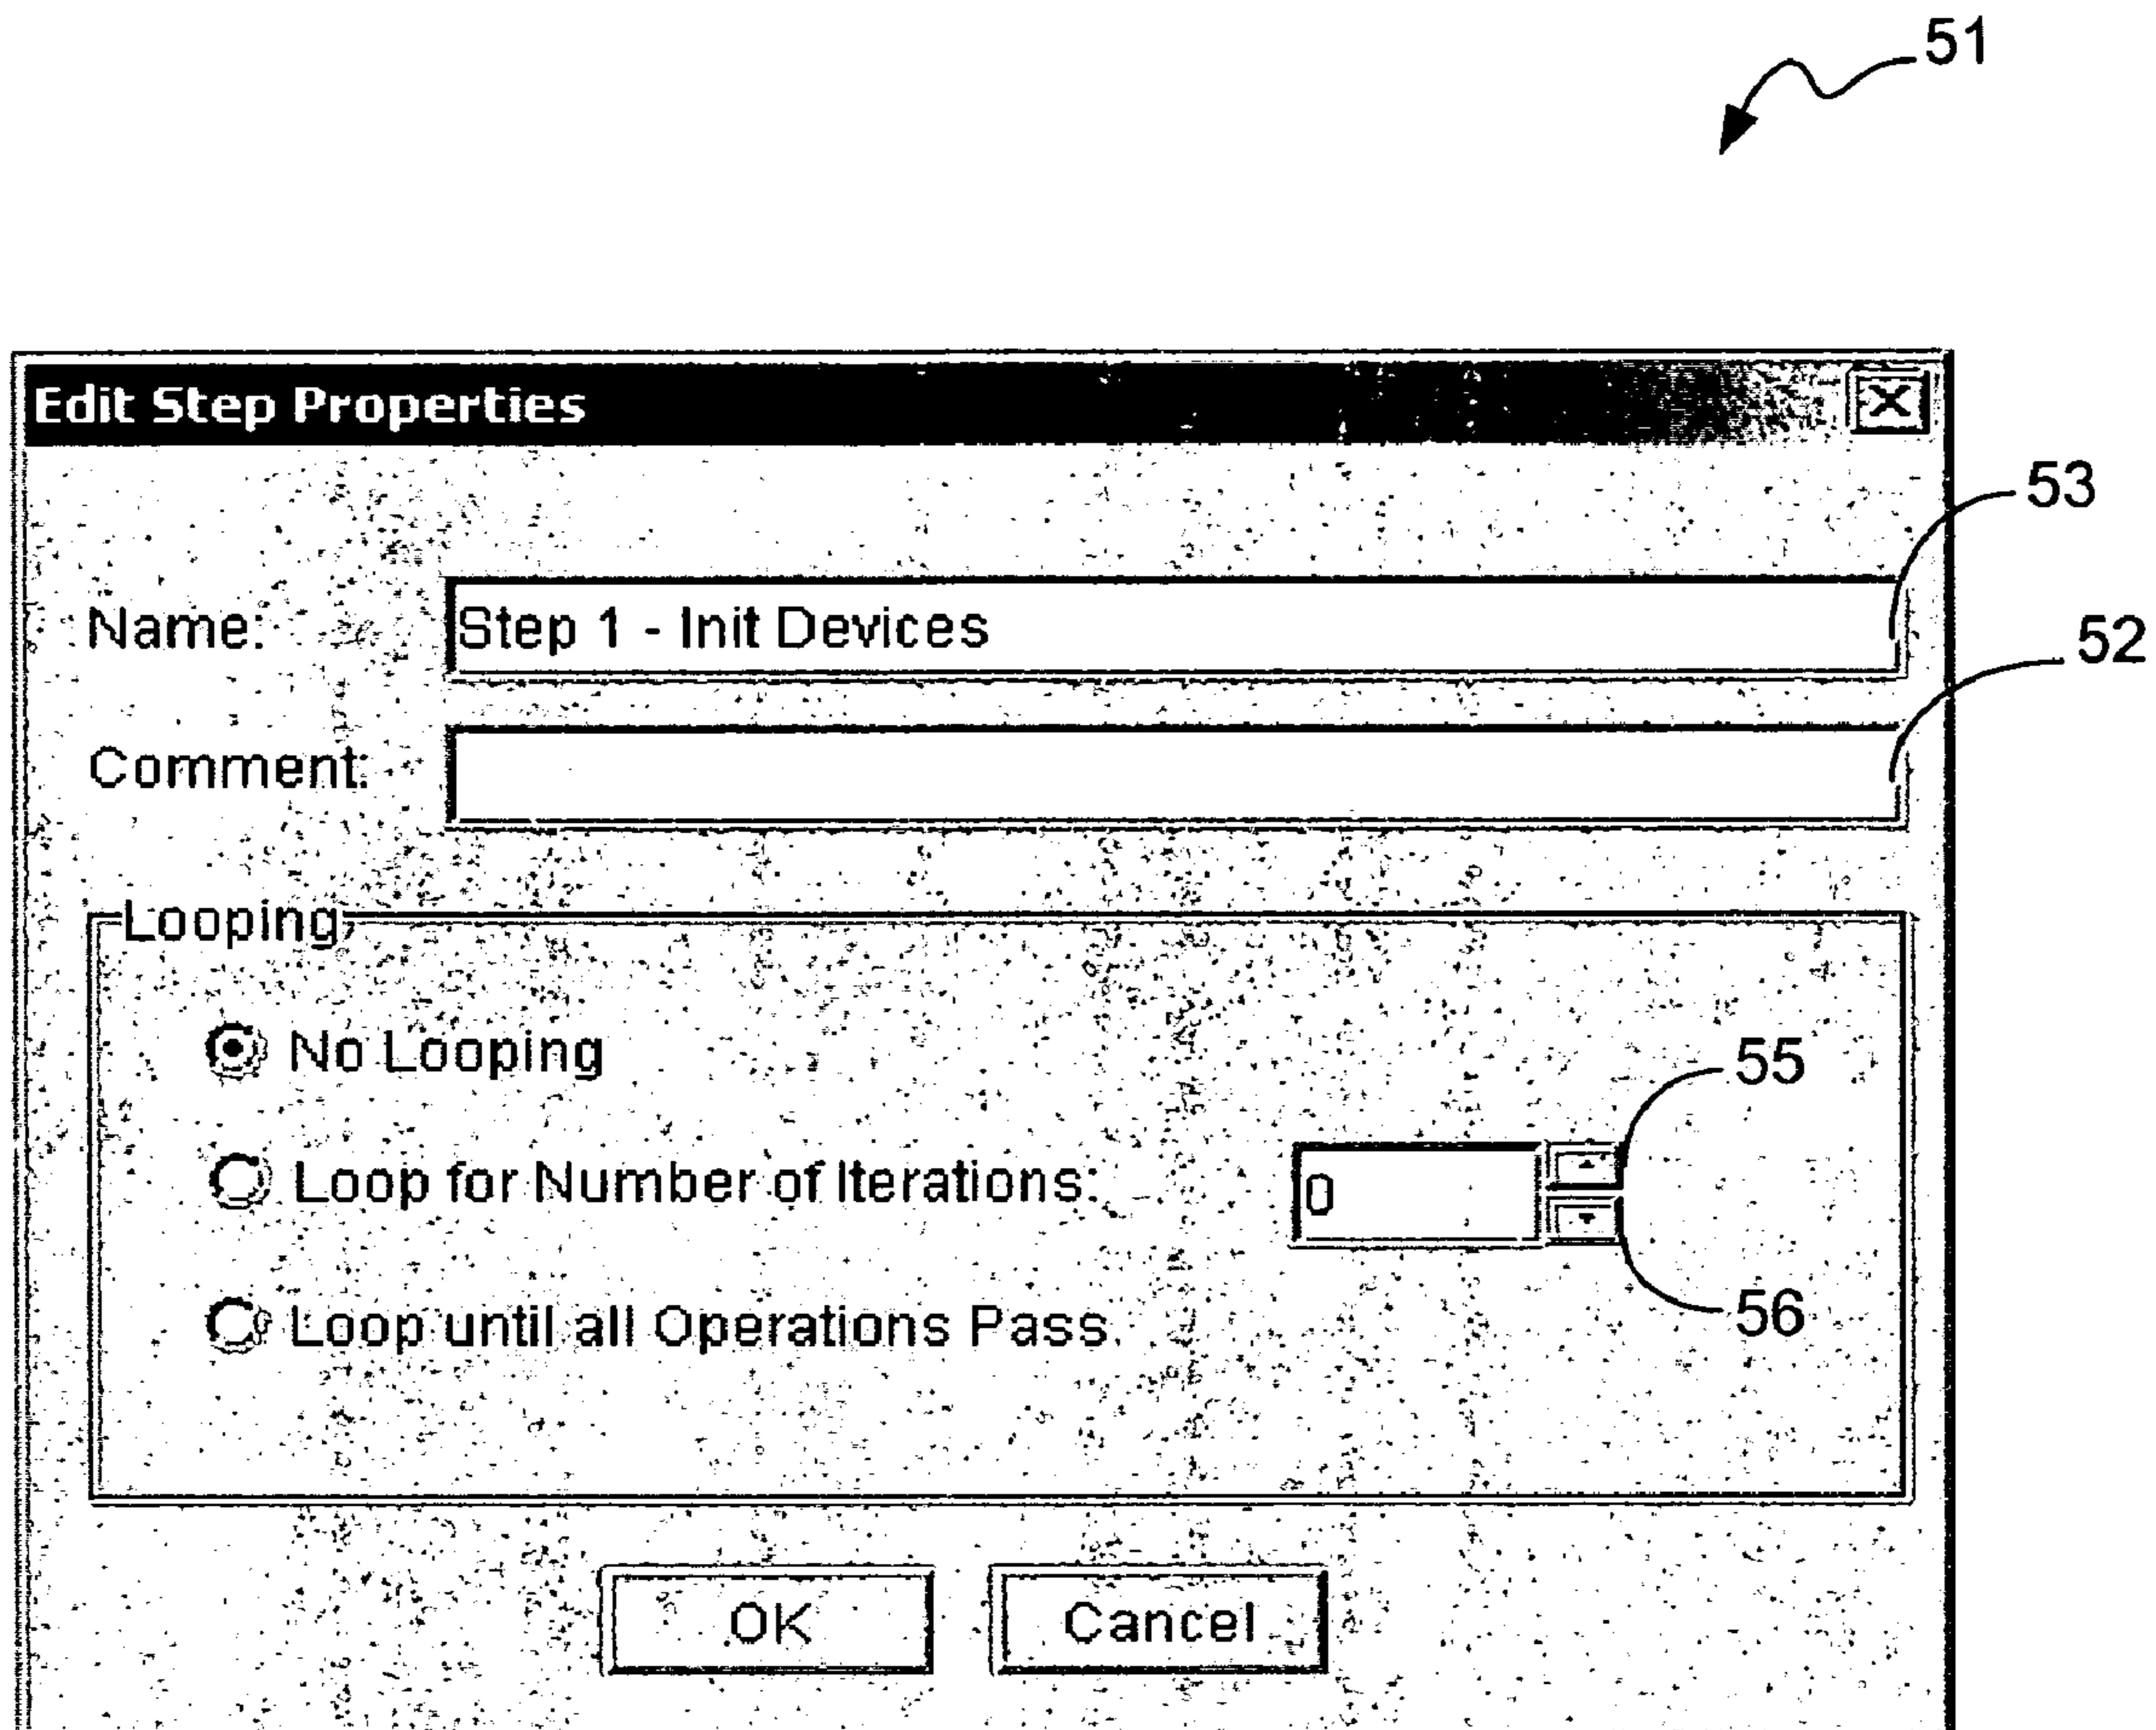 51
Edit Step Properties
53
Name: Step 1 - Init Devices
52
Comment:
Looping
No Looping
55
Loop for Number of Iterations: 0
56
Loop until all Operations Pass
OK Cancel